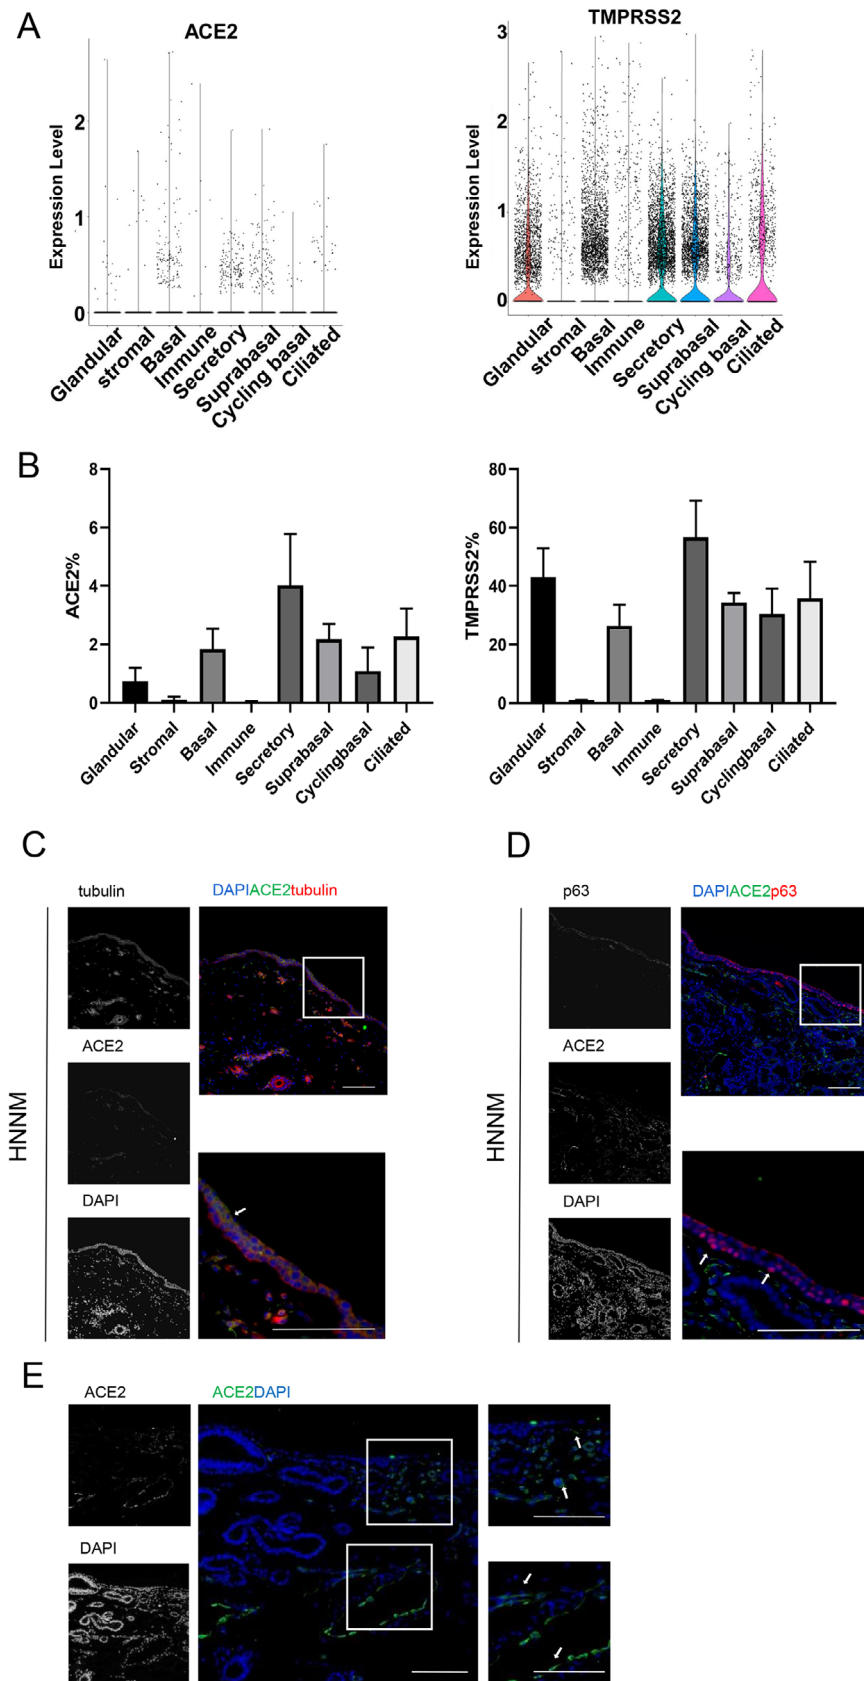 A
ACE2
Expression Level
2
1
0
Glandular
stromal
Basal
Immune
Secretory
Suprabasal
Cycling basal
Ciliated
TMPRSS2
Expression Level
3
2
1
0
Glandular
stromal
Basal
Immune
Secretory
Suprabasal
Cycling basal
Ciliated
B
ACE2%
8
6
4
2
0
Glandular
Stromal
Basal
Immune
Secretory
Suprabasal
Cyclingbasal
Ciliated
TMPRSS2%
80
60
40
20
0
Glandular
Stromal
Basal
Immune
Secretory
Suprabasal
Cyclingbasal
Ciliated
C
tubulin
DAPIACE2tubulin
ACE2
DAPI
HNNM
D
p63
DAPIACE2p63
ACE2
DAPI
HNNM
E
ACE2
ACE2DAPI
DAPI